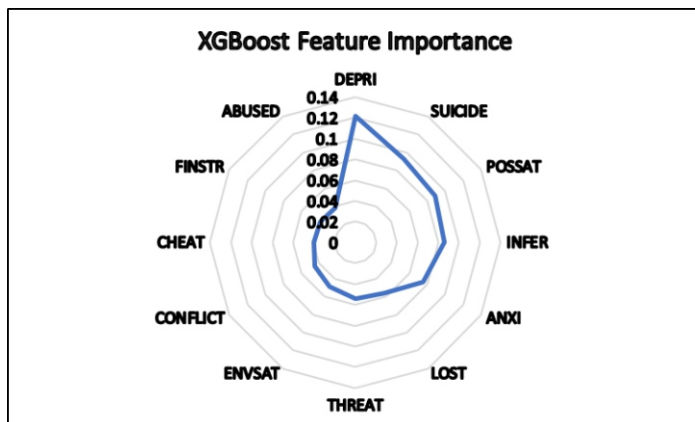 XGBoost Feature Importance
DEPRI
SUICIDE
POSSAT
INFER
ANXI
LOST
THREAT
ENVSAT
CONFLICT
CHEAT
FINSTR
ABUSED
0.14
0.12
0.1
0.08
0.06
0.04
0.02
0